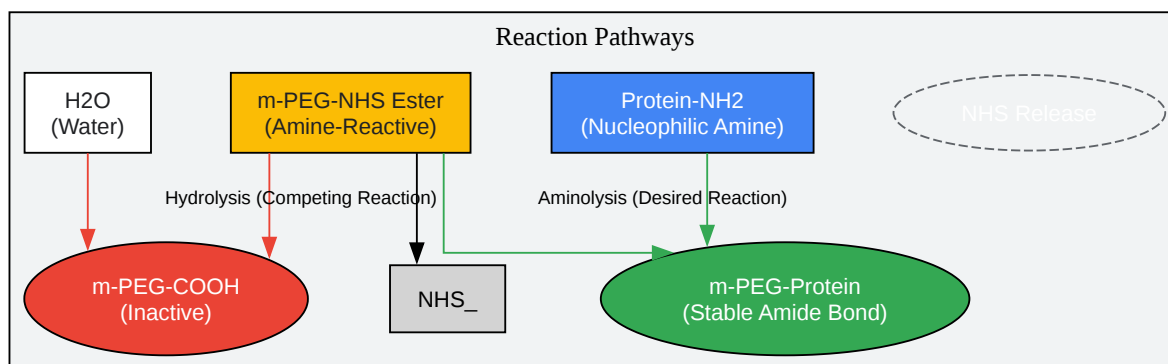 Reaction Pathways
H2O
(Water)
m-PEG-NHS Ester
(Amine-Reactive)
Protein-NH2
(Nucleophilic Amine)
NHS Release
Hydrolysis (Competing Reaction)
Aminolysis (Desired Reaction)
m-PEG-COOH
(Inactive)
NHS_
m-PEG-Protein
(Stable Amide Bond)